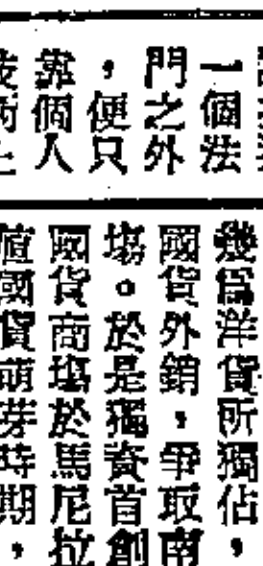 一個法
門之外
，便只
靠個人
幾爲洋貨所獨佔，
國貨外銷，爭取南
塲。於是獨資首創
國貨商塲於馬尼拉
値國貨萌芽時期，